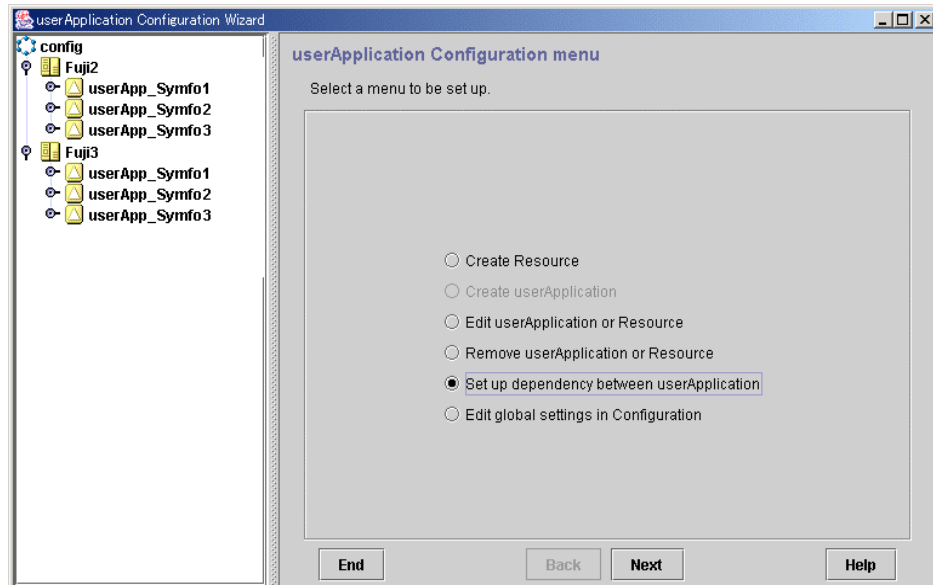 userApplication Configuration Wizard
config
Fuji2
userApp_Symfo1
userApp_Symfo2
userApp_Symfo3
Fuji3
userApp_Symfo1
userApp_Symfo2
userApp_Symfo3
userApplication Configuration menu
Select a menu to be set up.
Create Resource
Create userApplication
Edit userApplication or Resource
Remove userApplication or Resource
Set up dependency between userApplication
Edit global settings in Configuration
End Back Next Help